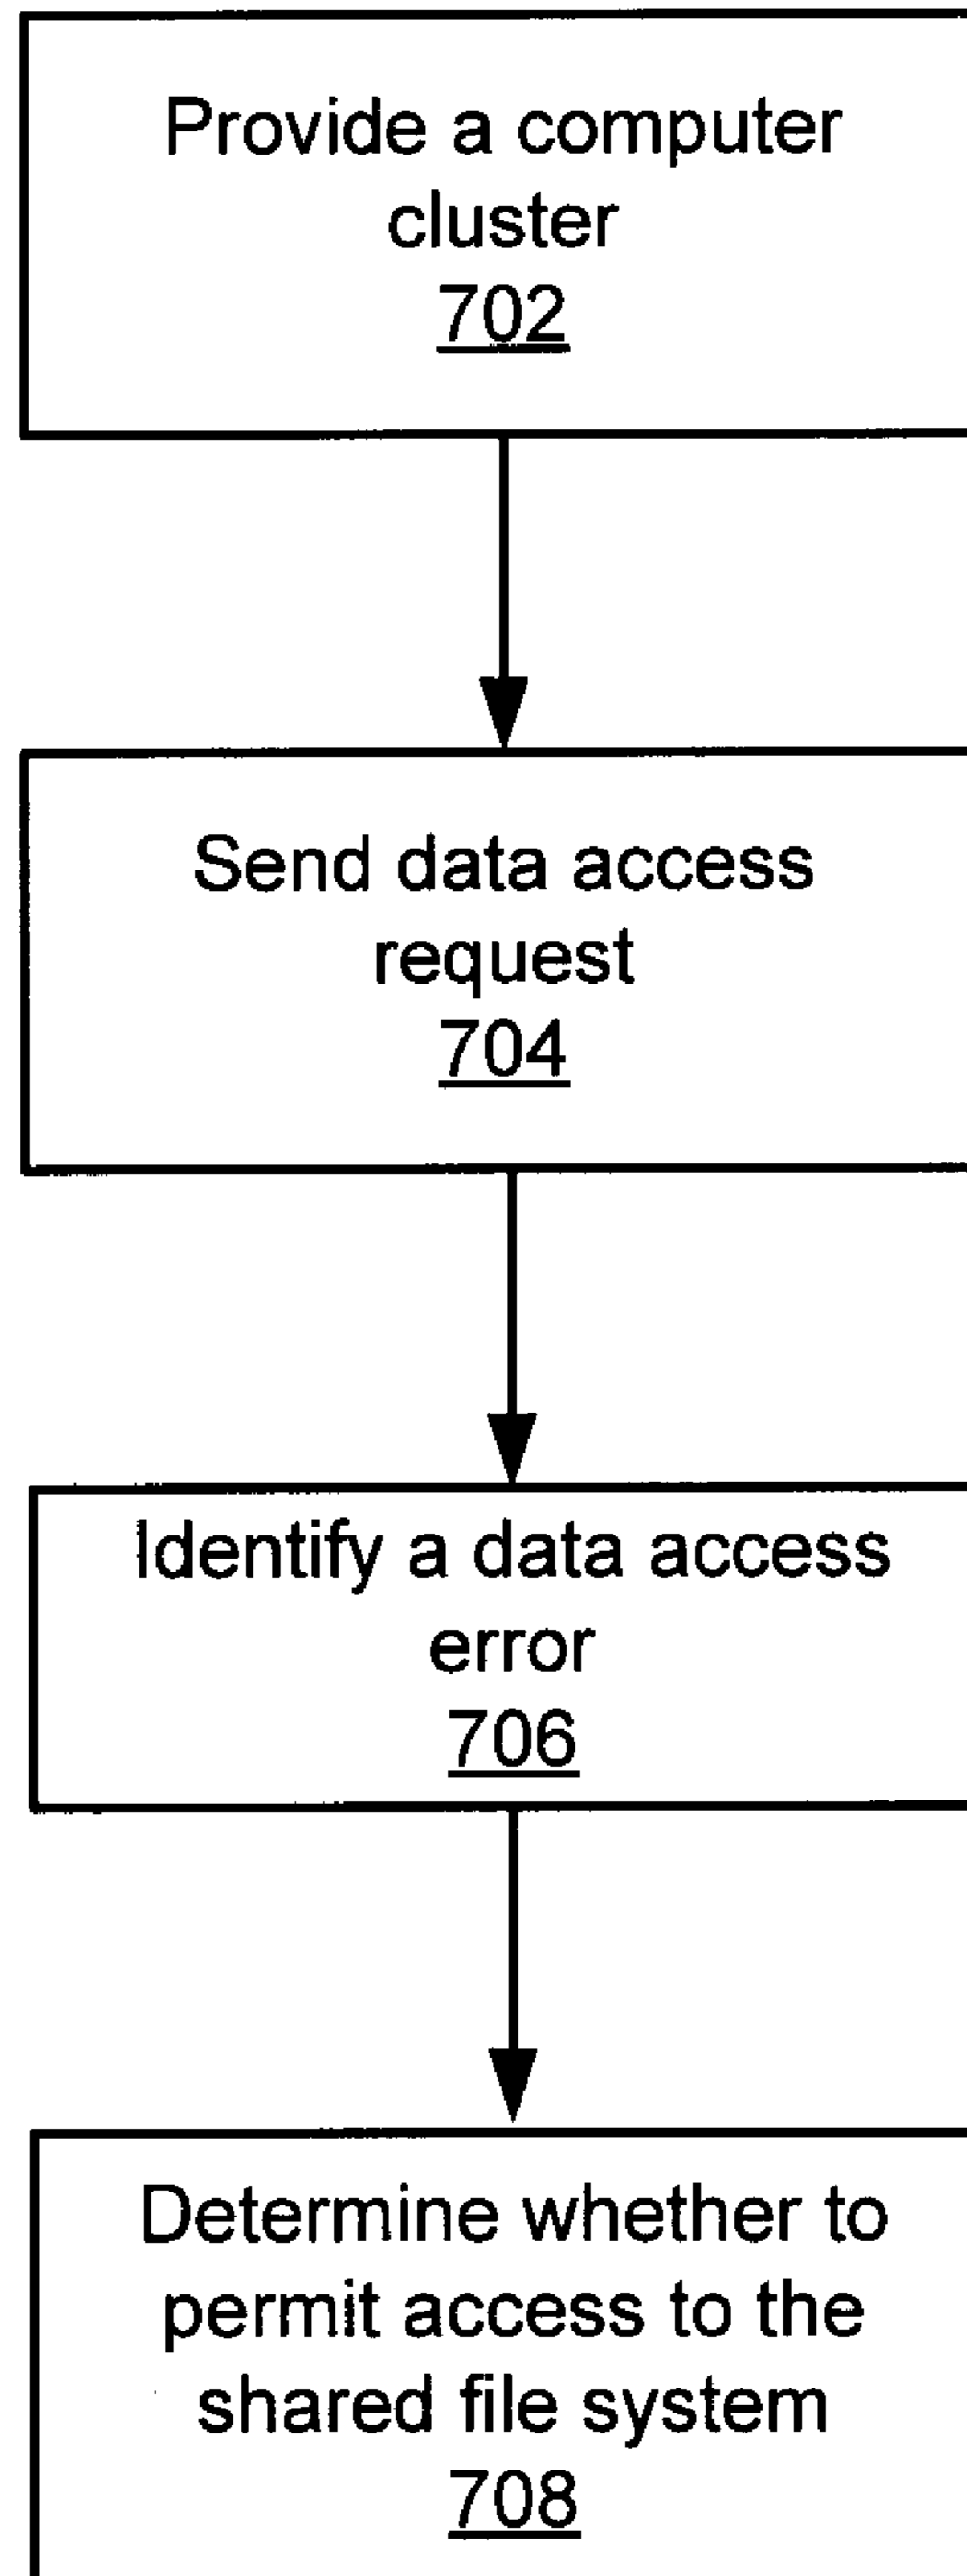 Provide a computer
cluster
702
Send data access
request
704
Identify a data access
error
706
Determine whether to
permit access to the
shared file system
708